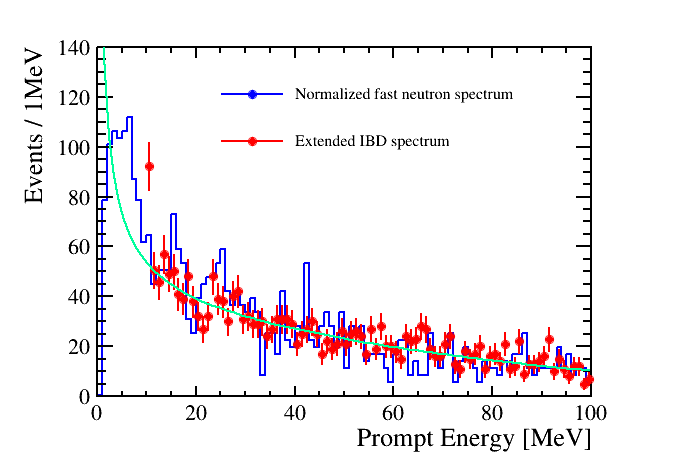 Events / 1MeV
140
120
100
80
60
40
20
0
Normalized fast neutron spectrum
Extended IBD spectrum
0 20 40 60 80 100
Prompt Energy [MeV]